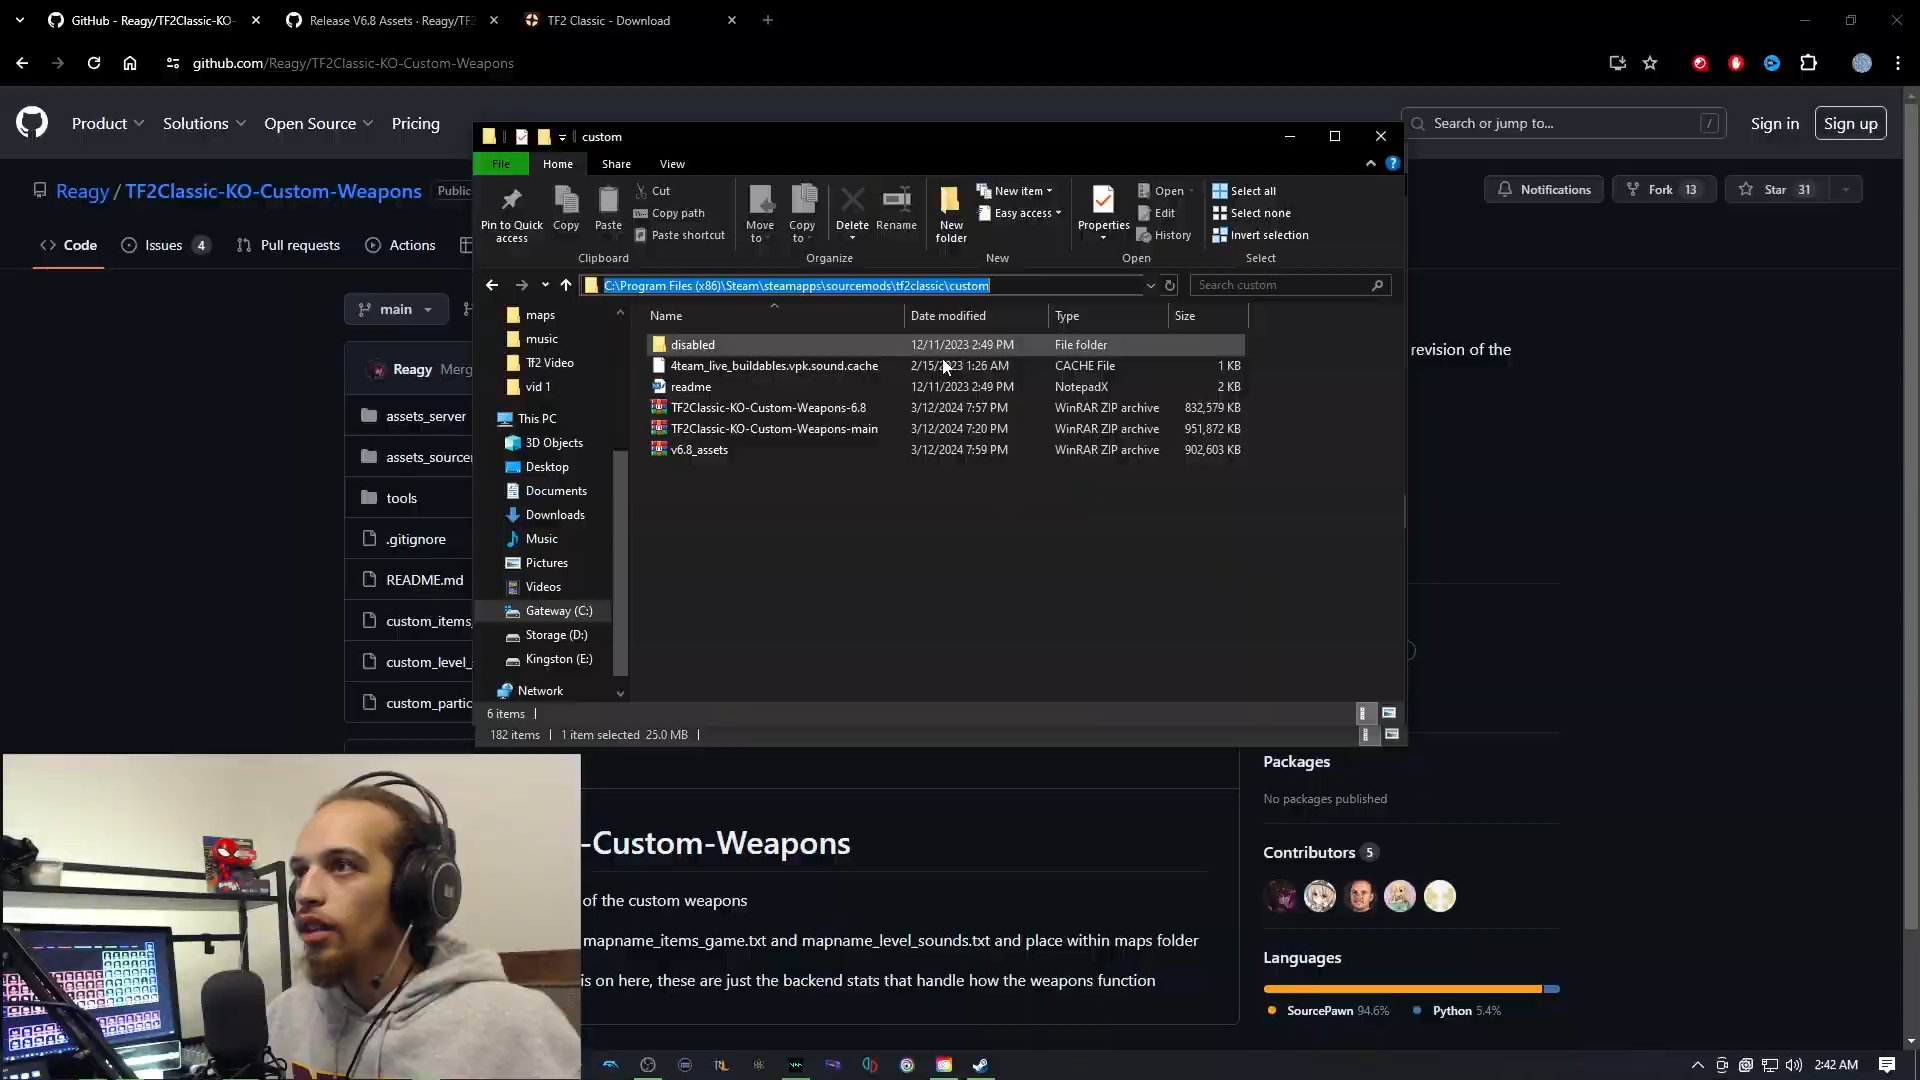 GitHub - Reagy/TF2Classic-KO-
Release V6.8 Assets · Reagy/TF2
TF2 Classic - Download
github.com/Reagy/TF2Classic-KO-Custom-Weapons
Product
Solutions
Open Source
Pricing
Search or jump to...
/
Sign in
Sign up
Reagy / TF2Classic-KO-Custom-Weapons
Public
Notifications
Fork 13
Star 31
Code
Issues 4
Pull requests
Actions
main
Reagy Merg
assets_server
assets_source
tools
.gitignore
README.md
custom_items_
custom_level_
custom_partic
revision of the
custom
File
Home
Share
View
Pin to Quick
access
Copy
Paste
Cut
Copy path
Paste shortcut
Clipboard
Move
to
Copy
to
Delete
Rename
Organize
New
folder
New item
Easy access
New
Properties
Open
Edit
History
Open
Select all
Select none
Invert selection
Select
C:\Program Files (x86)\Steam\steamapps\sourcemods\tf2classic\custom
Search custom
maps
music
Tf2 Video
vid 1
This PC
3D Objects
Desktop
Documents
Downloads
Music
Pictures
Videos
Gateway (C:)
Storage (D:)
Kingston (E:)
Network
Name
Date modified
Type
Size
disabled 12/11/2023 2:49 PM File folder
4team_live_buildables.vpk.sound.cache 2/15/2023 1:26 AM CACHE File 1 KB
readme 12/11/2023 2:49 PM NotepadX 2 KB
TF2Classic-KO-Custom-Weapons-6.8 3/12/2024 7:57 PM WinRAR ZIP archive 832,579 KB
TF2Classic-KO-Custom-Weapons-main 3/12/2024 7:20 PM WinRAR ZIP archive 951,872 KB
v6.8_assets 3/12/2024 7:59 PM WinRAR ZIP archive 902,603 KB
6 items
182 items
1 item selected 25.0 MB
-Custom-Weapons
of the custom weapons
mapname_items_game.txt and mapname_level_sounds.txt and place within maps folder
is on here, these are just the backend stats that handle how the weapons function
Packages
No packages published
Contributors 5
Languages
SourcePawn 94.6%
Python 5.4%
2:42 AM